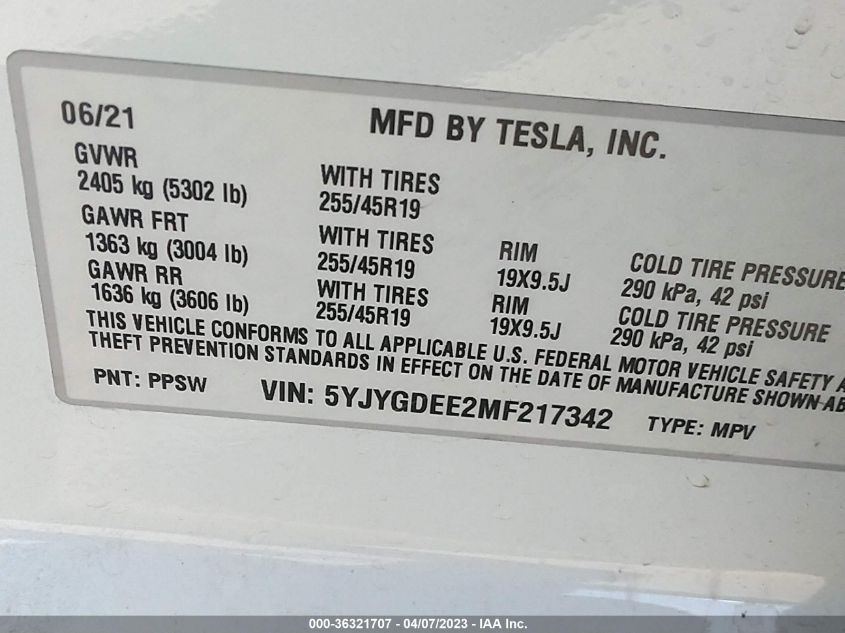 06/21 MFD BY TESLA, INC.
GVWR
2405 kg (5302 lb) WITH TIRES
255/45R19
GAWR FRT
1363 kg (3004 lb) WITH TIRES RIM COLD TIRE PRESSURE
255/45R19 19X9.5J 290 kPa, 42 psi
GAWR RR
1636 kg (3606 lb) WITH TIRES RIM COLD TIRE PRESSURE
255/45R19 19X9.5J 290 kPa, 42 psi
THIS VEHICLE CONFORMS TO ALL APPLICABLE U.S. FEDERAL MOTOR VEHICLE SAFETY
THEFT PREVENTION STANDARDS IN EFFECT ON THE DATE OF MANUFACTURE SHOWN
PNT: PPSW VIN: 5YJYGDEE2MF217342 TYPE: MPV
000-36321707 - 04/07/2023 - IAA Inc.